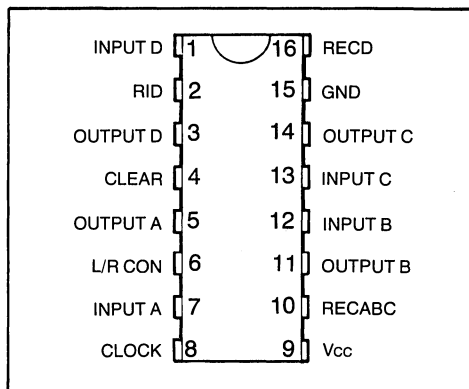 INPUT D 1 16 RECD
RID 2 15 GND
OUTPUT D 3 14 OUTPUT C
CLEAR 4 13 INPUT C
OUTPUT A 5 12 INPUT B
L/R CON 6 11 OUTPUT B
INPUT A 7 10 RECABC
CLOCK 8 9 Vcc